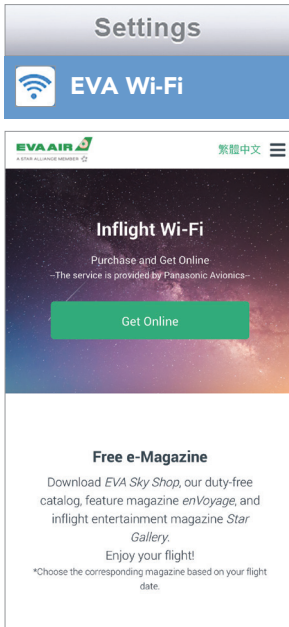 Settings
EVA Wi-Fi
EVA AIR
A STAR ALLIANCE MEMBER
繁體中文
Inflight Wi-Fi
Purchase and Get Online
--The service is provided by Panasonic Avionics--
Get Online
Free e-Magazine
Download EVA Sky Shop, our duty-free
catalog, feature magazine enVoyage, and
inflight entertainment magazine Star
Gallery.
Enjoy your flight!
*Choose the corresponding magazine based on your flight
date.